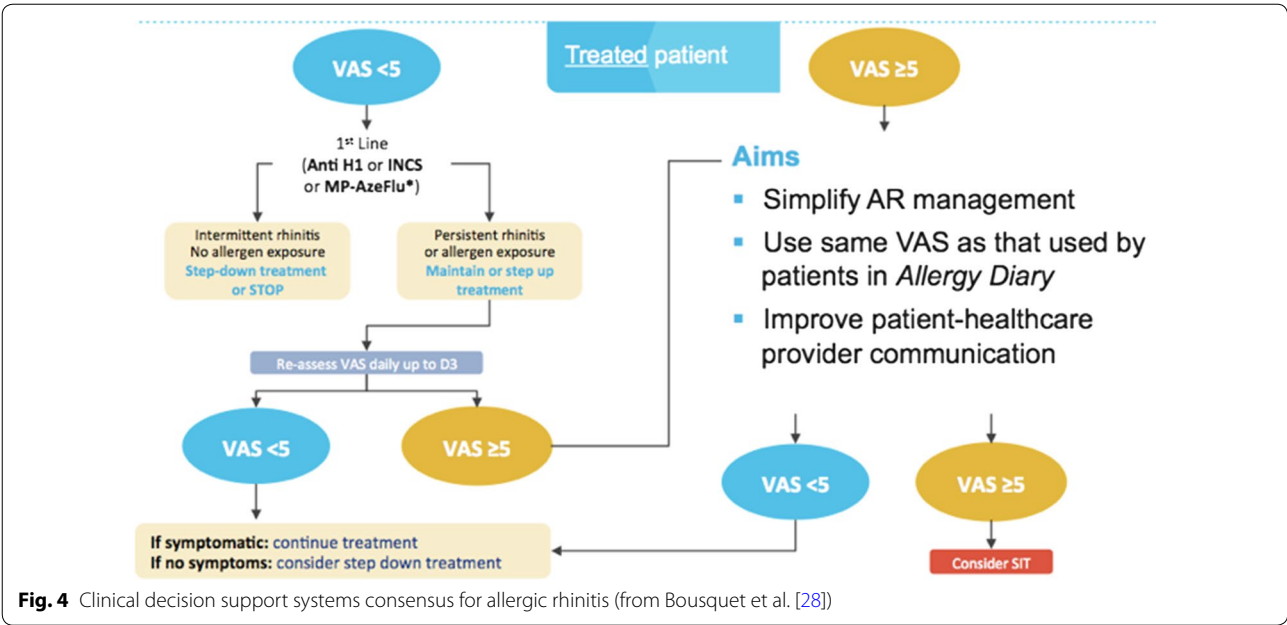 Treated patient
VAS <5
1st Line
(Anti H1 or INCS
or MP-AzeFlu*)
Intermittent rhinitis
No allergen exposure
Step-down treatment
or STOP
Persistent rhinitis
or allergen exposure
Maintain or step up
treatment
Re-assess VAS daily up to D3
VAS <5
VAS ≥5
If symptomatic: continue treatment
If no symptoms: consider step down treatment
VAS ≥5
Aims
▪ Simplify AR management
▪ Use same VAS as that used by
patients in Allergy Diary
▪ Improve patient-healthcare
provider communication
VAS <5
VAS ≥5
Consider SIT
Fig. 4 Clinical decision support systems consensus for allergic rhinitis (from Bousquet et al. [28])